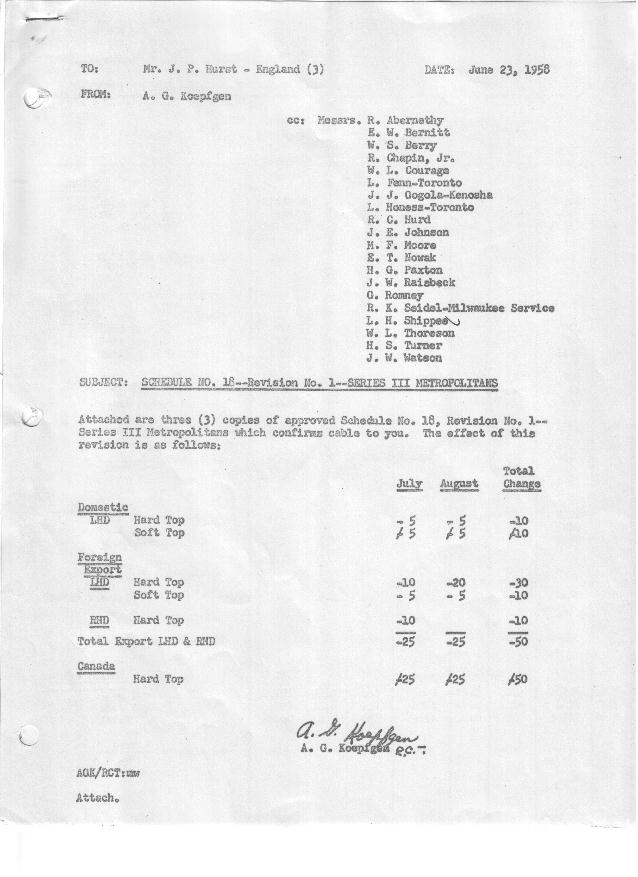 TO: Mr. J. P. Hurst - England (3) DATE: June 23, 1958
FROM: A. G. Koepfgen
cc: Messrs. R. Abernethy
E. W. Bernitt
W. S. Berry
R. Chapin, Jr.
W. L. Courage
L. Fenn-Toronto
J. J. Gogola-Kenosha
L. Honess-Toronto
R. C. Hurd
J. E. Johnson
M. F. Moore
E. T. Nowak
H. G. Paxton
J. W. Raisbeck
G. Romney
R. K. Seidel-Milwaukee Service
L. H. Shippee
W. L. Thoreson
H. S. Turner
J. W. Watson
SUBJECT: SCHEDULE NO. 18--Revision No. 1--SERIES III METROPOLITANS
Attached are three (3) copies of approved Schedule No. 18, Revision No. 1--
Series III Metropolitans which confirms cable to you. The effect of this
revision is as follows:
Total
July August Change
Domestic
LHD Hard Top - 5 - 5 -10
Soft Top / 5 / 5 /10
Foreign
Export
LHD Hard Top -10 -20 -30
Soft Top - 5 - 5 -10
RHD Hard Top -10 -10
Total Export LHD & RHD -25 -25 -50
Canada
Hard Top /25 /25 /50
A. G. Koepfgen
A. G. Koepfgen R.C.T.
AGK/RCT:mw
Attach.